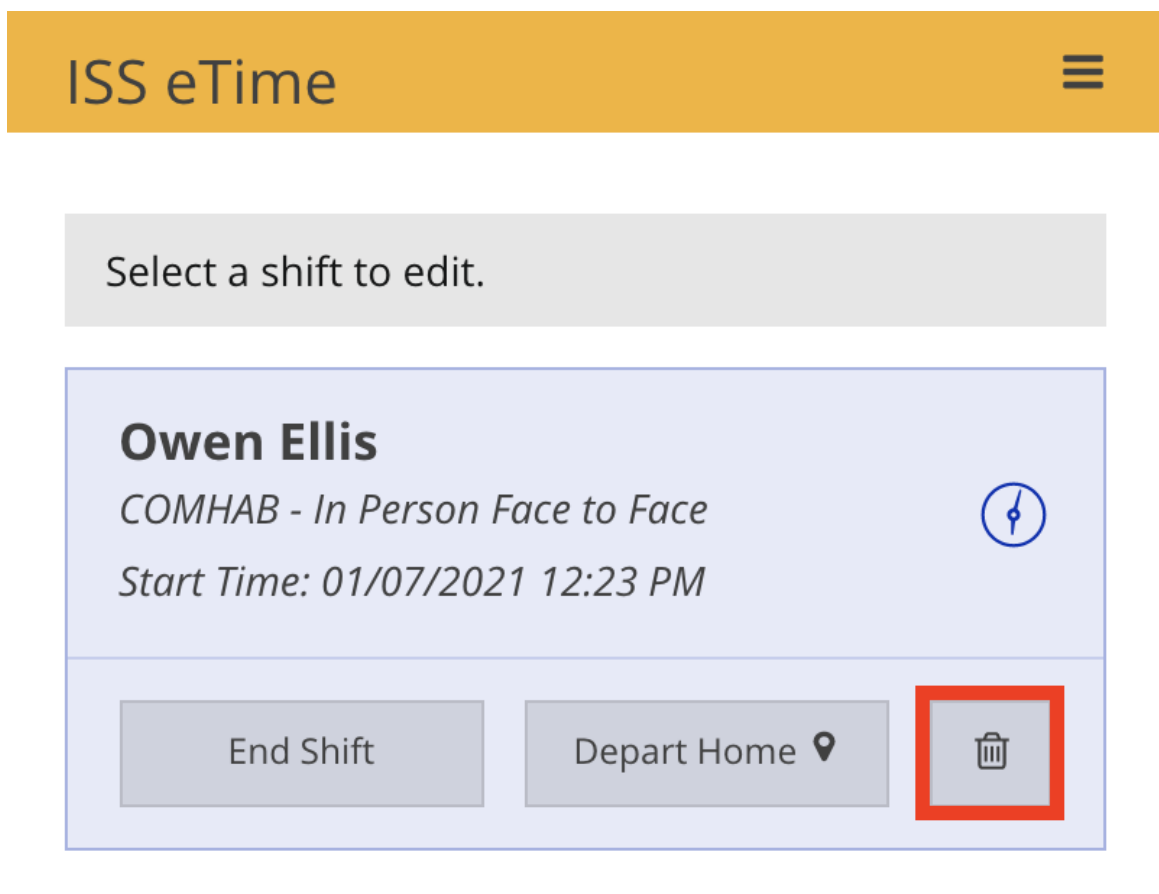 ISS eTime
Select a shift to edit.
Owen Ellis
COMHAB - In Person Face to Face
Start Time: 01/07/2021 12:23 PM
End Shift
Depart Home